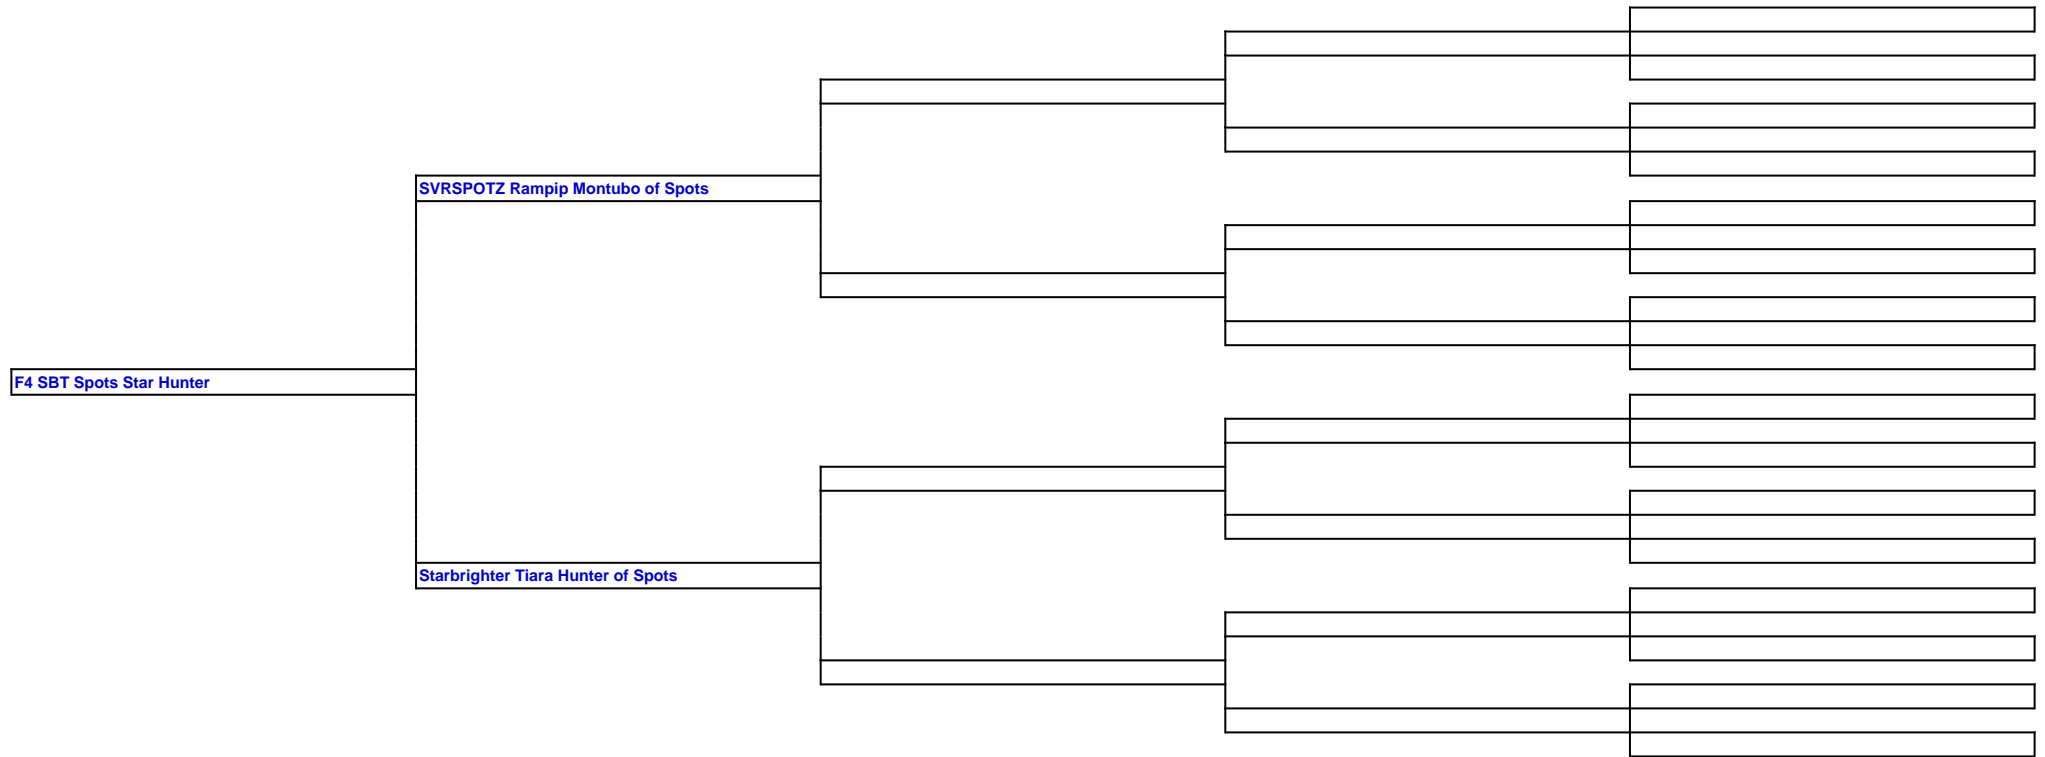 SVRSPOTZ Rampip Montubo of Spots
F4 SBT Spots Star Hunter
Starbrighter Tiara Hunter of Spots